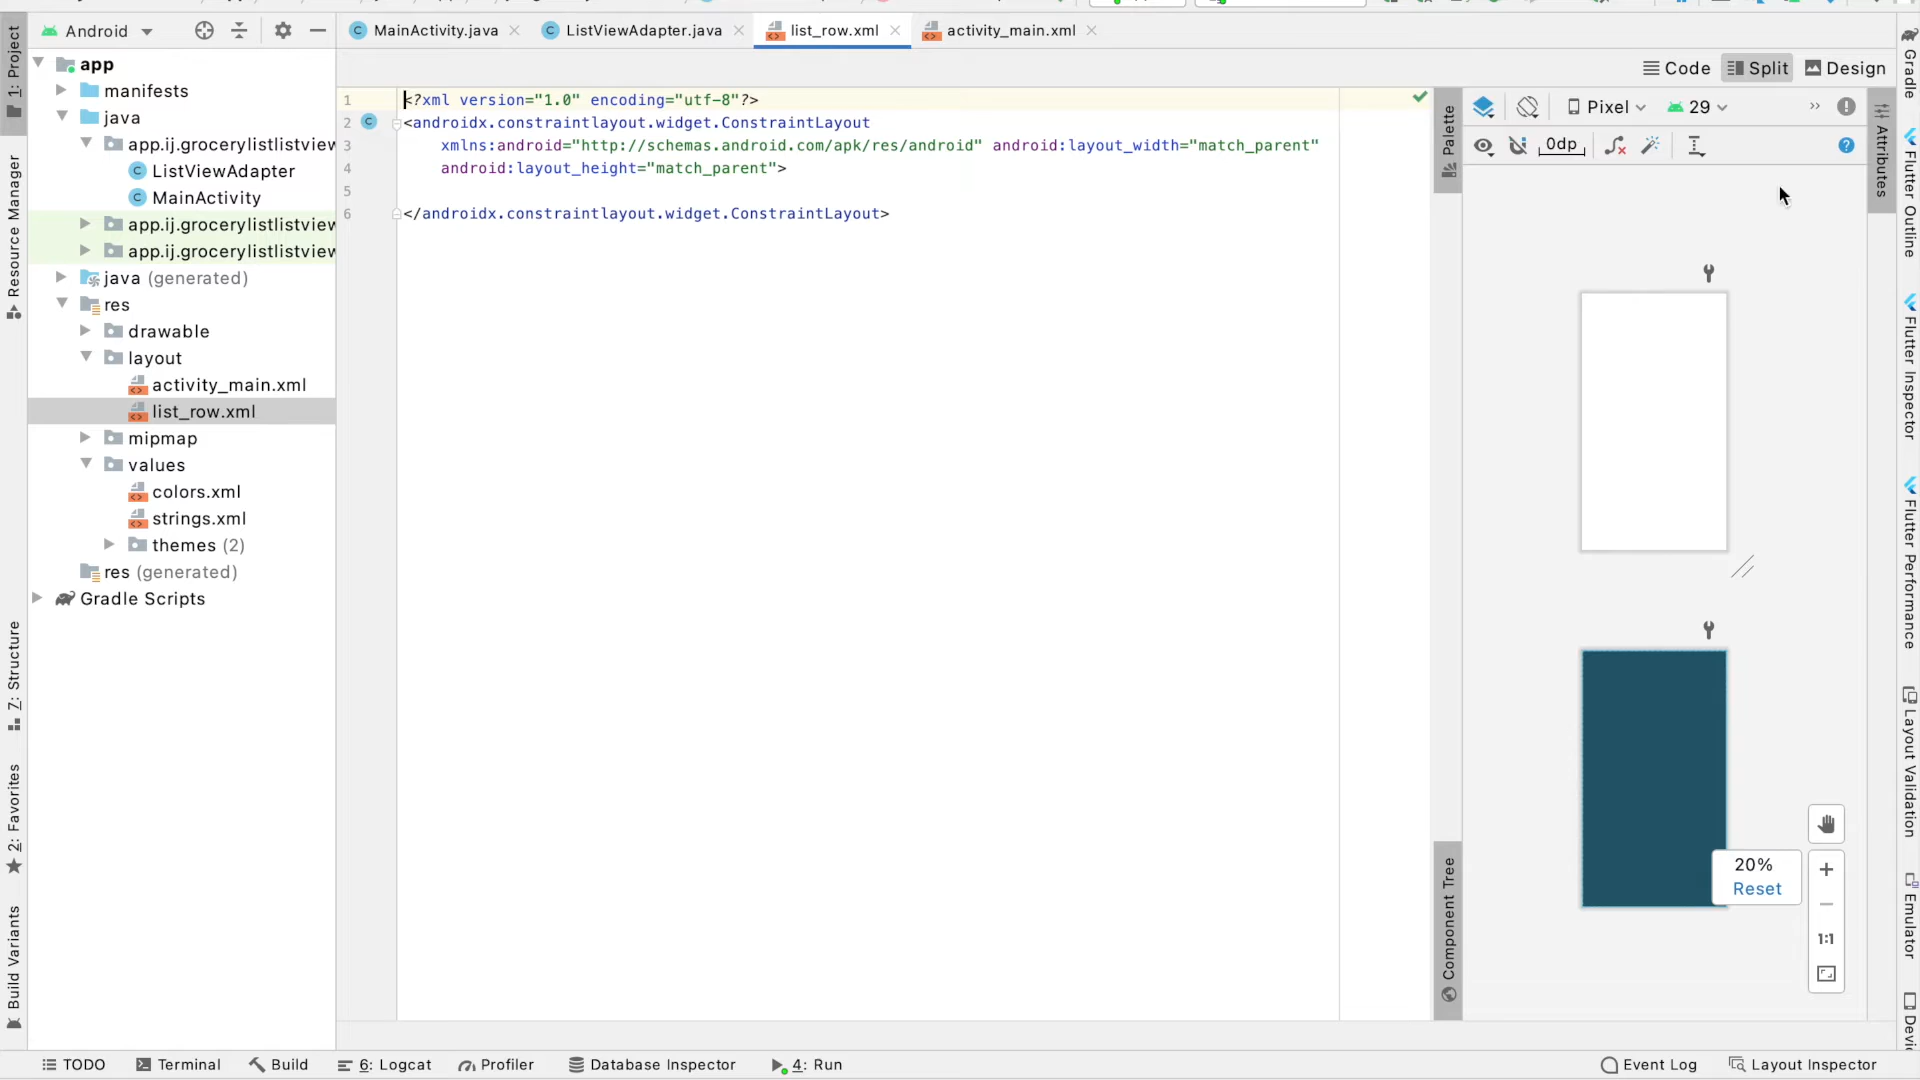 Android
MainActivity.java
ListViewAdapter.java
list_row.xml
activity_main.xml
Code
Split
Design
1: Project
Resource Manager
7: Structure
2: Favorites
Build Variants
app
manifests
java
app.ij.grocerylistlistview
ListViewAdapter
MainActivity
app.ij.grocerylistlistview
app.ij.grocerylistlistview
java (generated)
res
drawable
layout
activity_main.xml
list_row.xml
mipmap
values
colors.xml
strings.xml
themes (2)
res (generated)
Gradle Scripts
1 <?xml version="1.0" encoding="utf-8"?>
2 <androidx.constraintlayout.widget.ConstraintLayout
3 xmlns:android="http://schemas.android.com/apk/res/android" android:layout_width="match_parent"
4 android:layout_height="match_parent">
5
6 </androidx.constraintlayout.widget.ConstraintLayout>
Palette
Component Tree
Pixel
29
0dp
Attributes
20%
Reset
1:1
Gradle
Flutter Outline
Flutter Inspector
Flutter Performance
Layout Validation
Emulator
TODO
Terminal
Build
6: Logcat
Profiler
Database Inspector
4: Run
Event Log
Layout Inspector